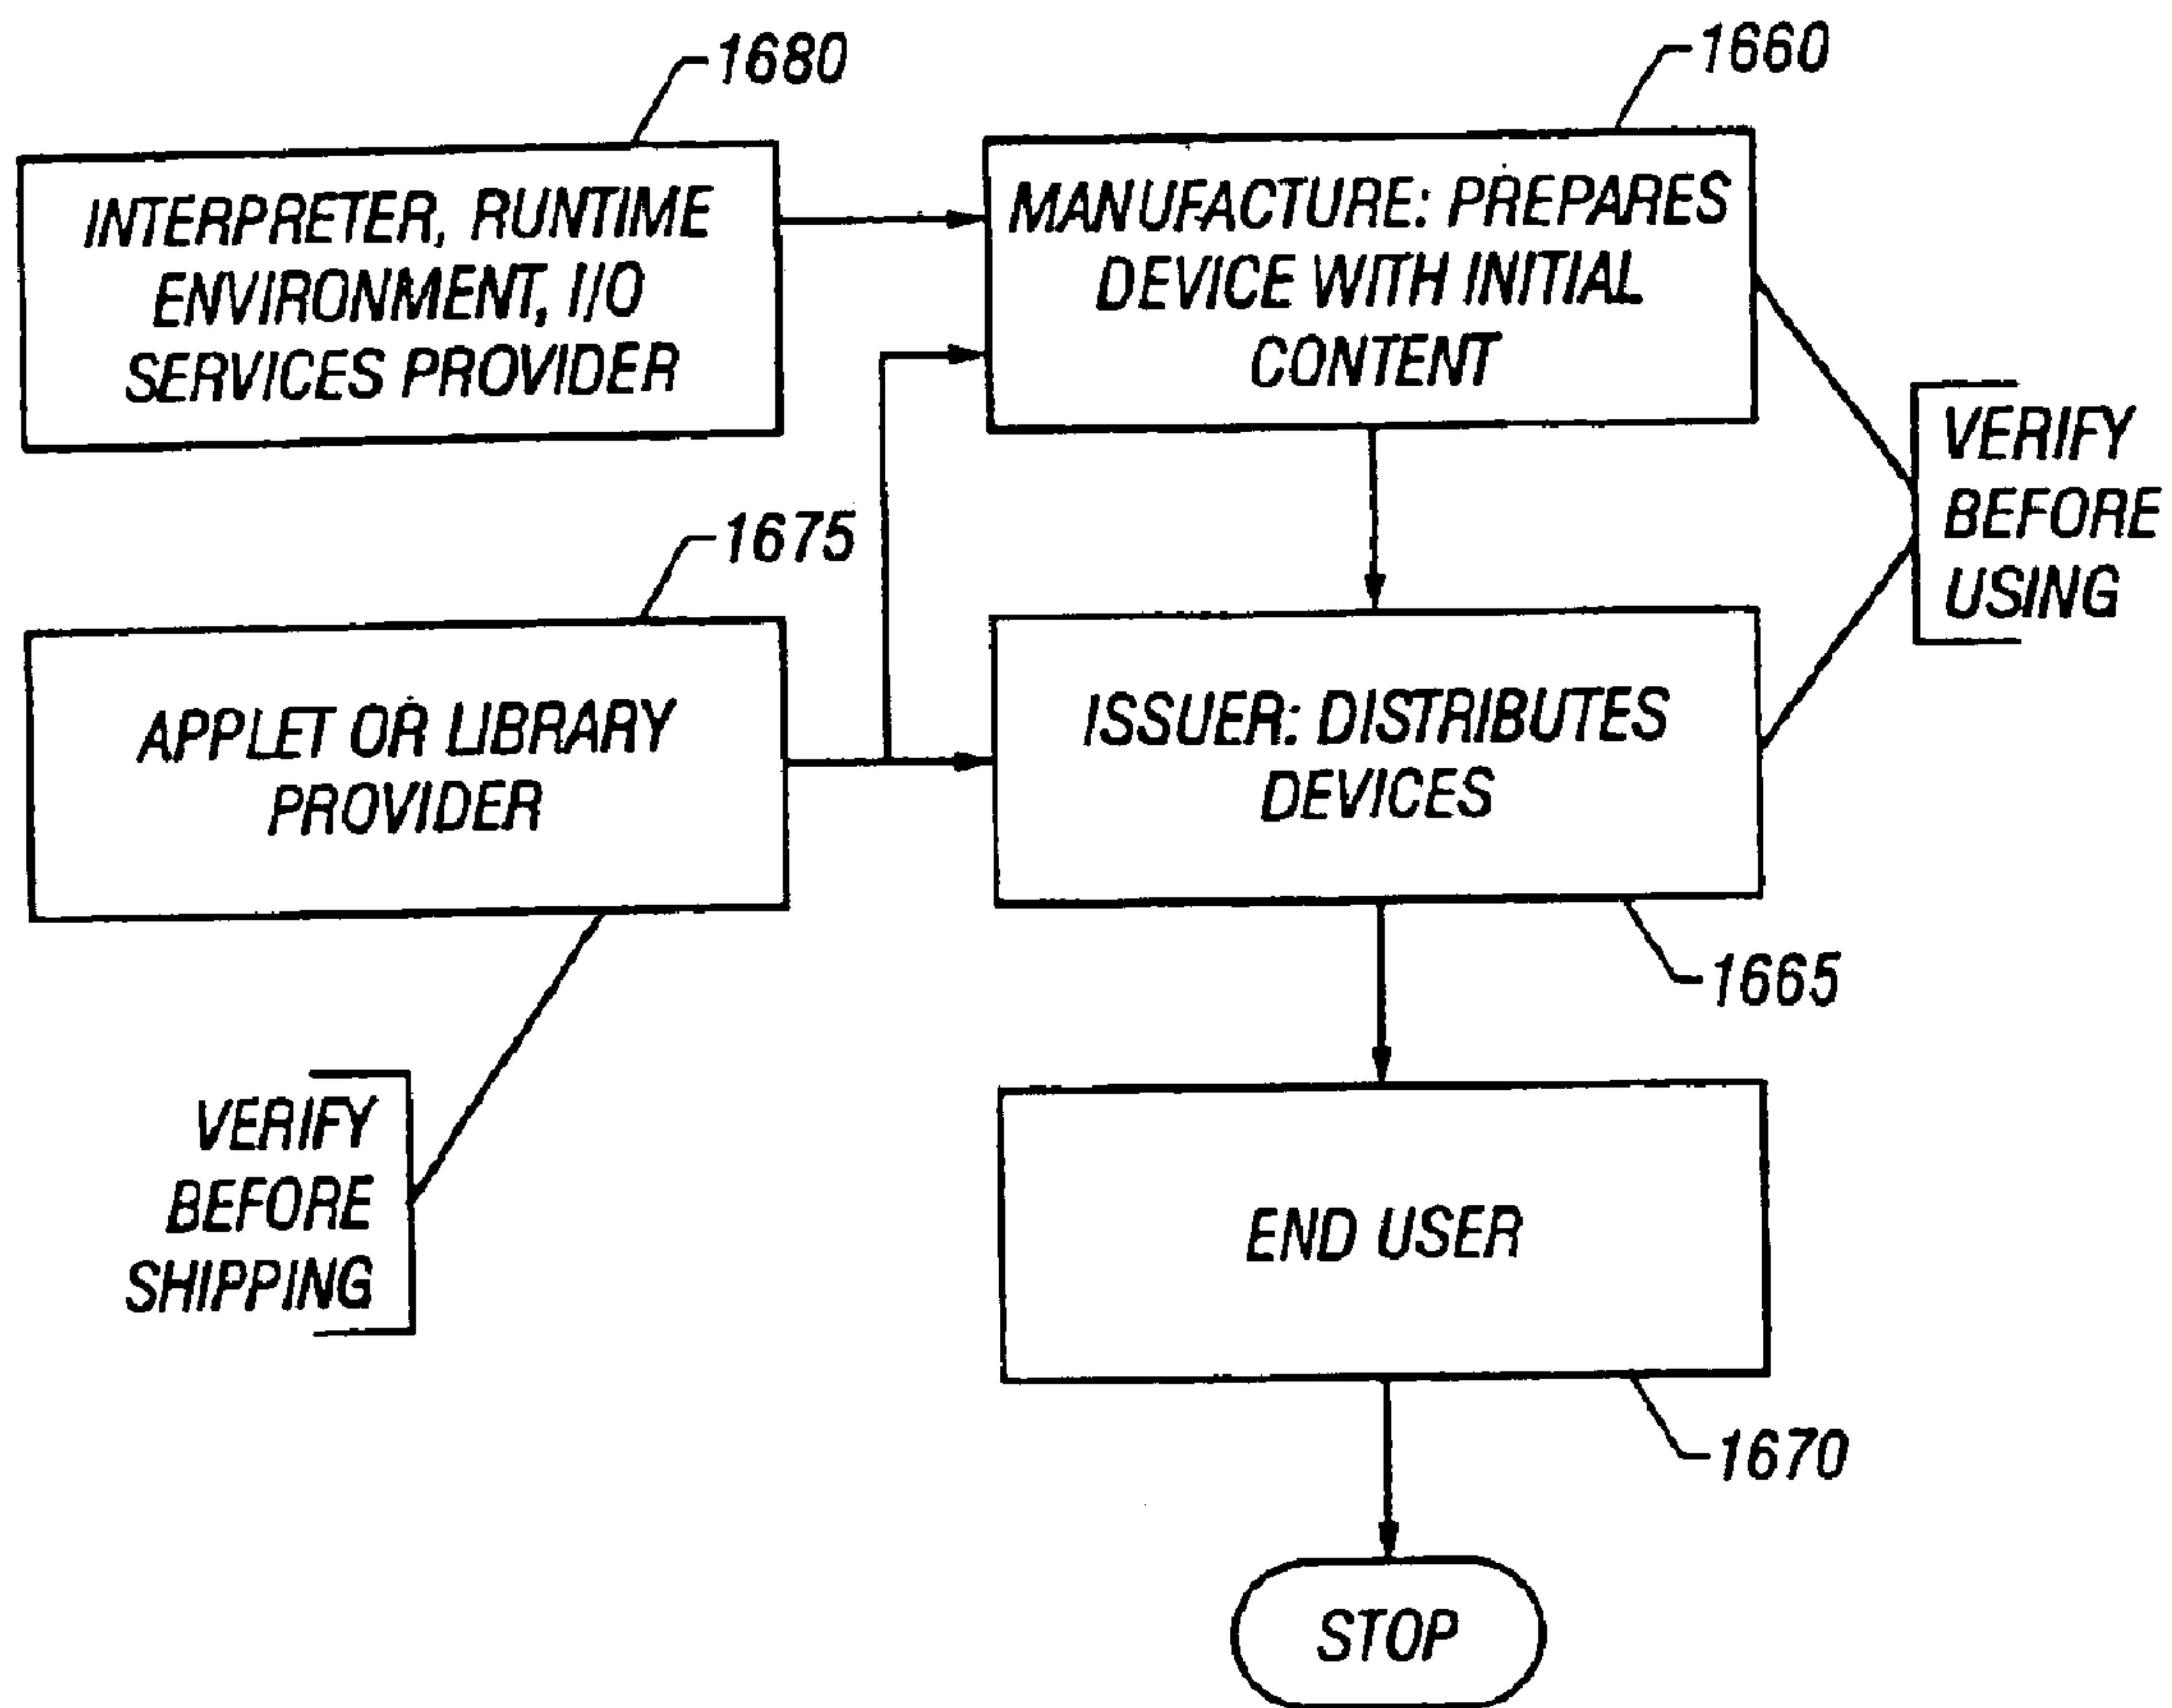 1680
INTERPRETER, RUNTIME
ENVIRONMENT, I/O
SERVICES PROVIDER
1660
MANUFACTURE: PREPARES
DEVICE WITH INITIAL
CONTENT
VERIFY
BEFORE
USING
1675
APPLET OR LIBRARY
PROVIDER
ISSUER: DISTRIBUTES
DEVICES
1665
VERIFY
BEFORE
SHIPPING
END USER
1670
STOP